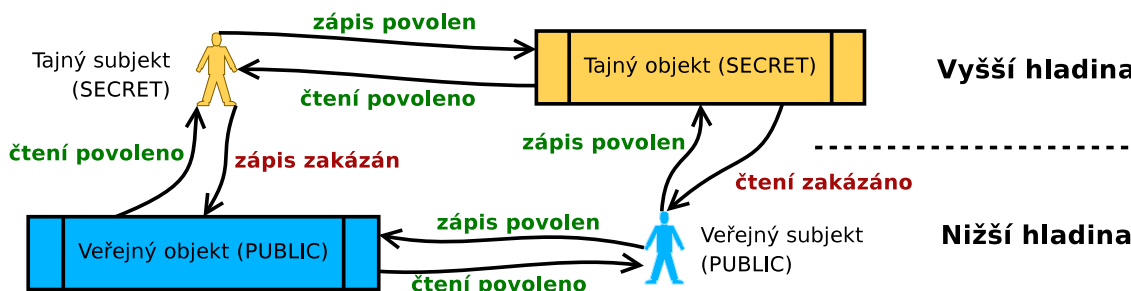 zápis povolen
Tajný subjekt
(SECRET)
Tajný objekt (SECRET)
Vyšší hladina
čtení povoleno
čtení povoleno
zápis zakázán
zápis povolen
čtení zakázáno
zápis povolen
Veřejný objekt (PUBLIC)
Veřejný subjekt
(PUBLIC)
Nižší hladina
čtení povoleno